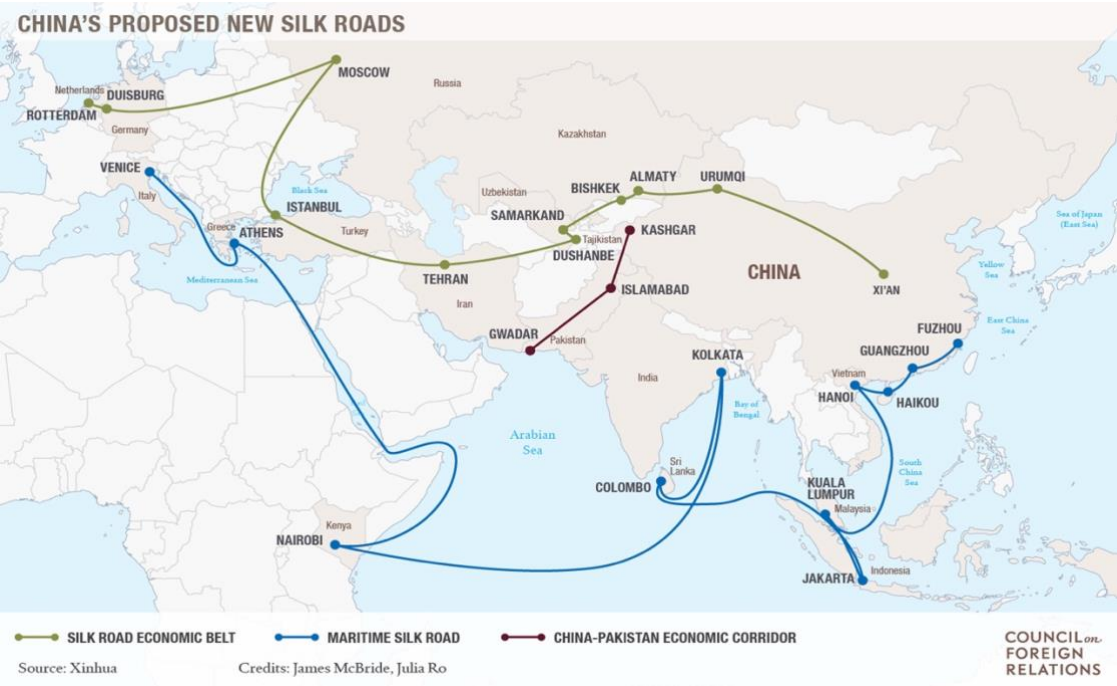 CHINA'S PROPOSED NEW SILK ROADS
MOSCOW
Russia
Netherlands
DUISBURG
ROTTERDAM
Germany
Kazakhstan
VENICE
ALMATY
URUMQI
BISHKEK
Italy
Black Sea
Uzbekistan
ISTANBUL
SAMARKAND
Sea of Japan
(East Sea)
Greece
ATHENS
Turkey
KASHGAR
Tajikistan
DUSHANBE
Mediterranean Sea
TEHRAN
CHINA
Yellow
Sea
ISLAMABAD
XI'AN
Iran
East China
Sea
GWADAR
Pakistan
FUZHOU
GUANGZHOU
KOLKATA
India
Vietnam
HANOI
HAIKOU
Bay of
Bengal
Arabian
Sea
Sri
Lanka
South
China
Sea
COLOMBO
KUALA
LUMPUR
Malaysia
Kenya
NAIROBI
JAKARTA
Indonesia
SILK ROAD ECONOMIC BELT
MARITIME SILK ROAD
CHINA-PAKISTAN ECONOMIC CORRIDOR
Source: Xinhua
Credits: James McBride, Julia Ro
COUNCIL on
FOREIGN
RELATIONS